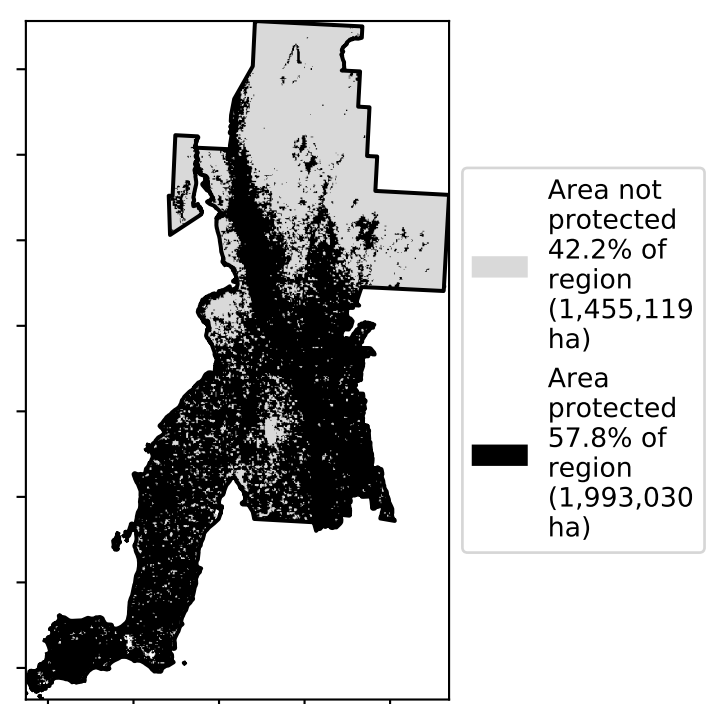 Area not
protected
42.2% of
region
(1,455,119
ha)
Area
protected
57.8% of
region
(1,993,030
ha)